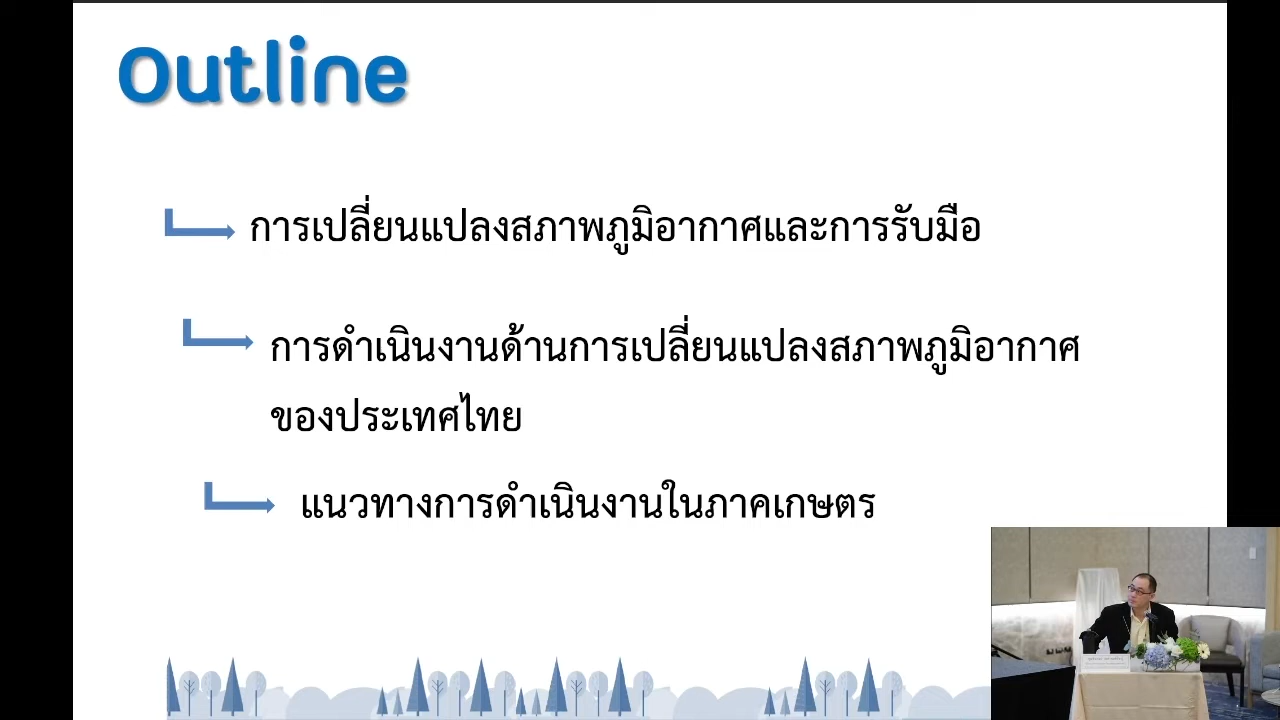 Outline
การเปลี่ยนแปลงสภาพภูมิอากาศและการรับมือ
การดำเนินงานด้านการเปลี่ยนแปลงสภาพภูมิอากาศ
ของประเทศไทย
แนวทางการดำเนินงานในภาคเกษตร